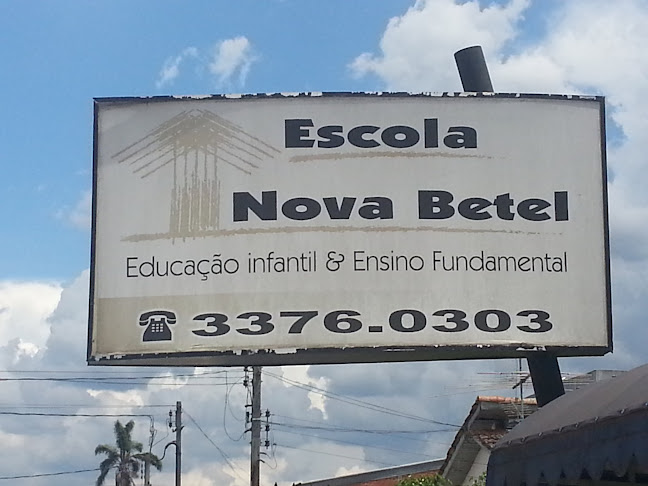 Escola
Nova Betel
Educação infantil & Ensino Fundamental
3376.0303